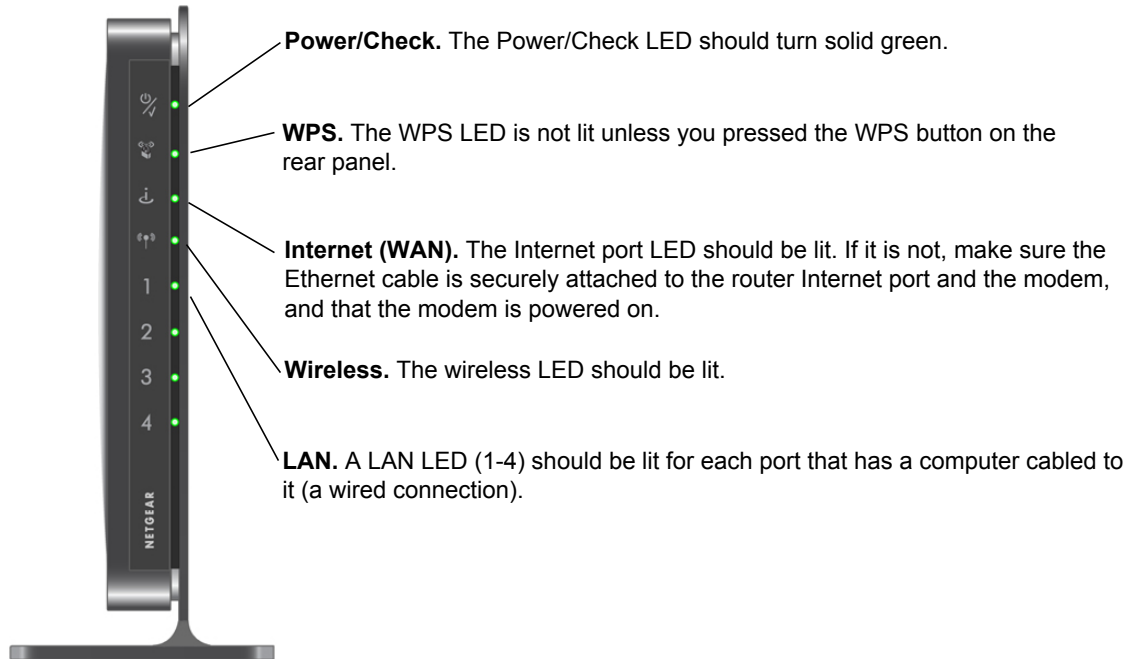 Power/Check. The Power/Check LED should turn solid green.
WPS. The WPS LED is not lit unless you pressed the WPS button on the
rear panel.
Internet (WAN). The Internet port LED should be lit. If it is not, make sure the
Ethernet cable is securely attached to the router Internet port and the modem,
and that the modem is powered on.
Wireless. The wireless LED should be lit.
LAN. A LAN LED (1-4) should be lit for each port that has a computer cabled to
it (a wired connection).
1
2
3
4
NETGEAR